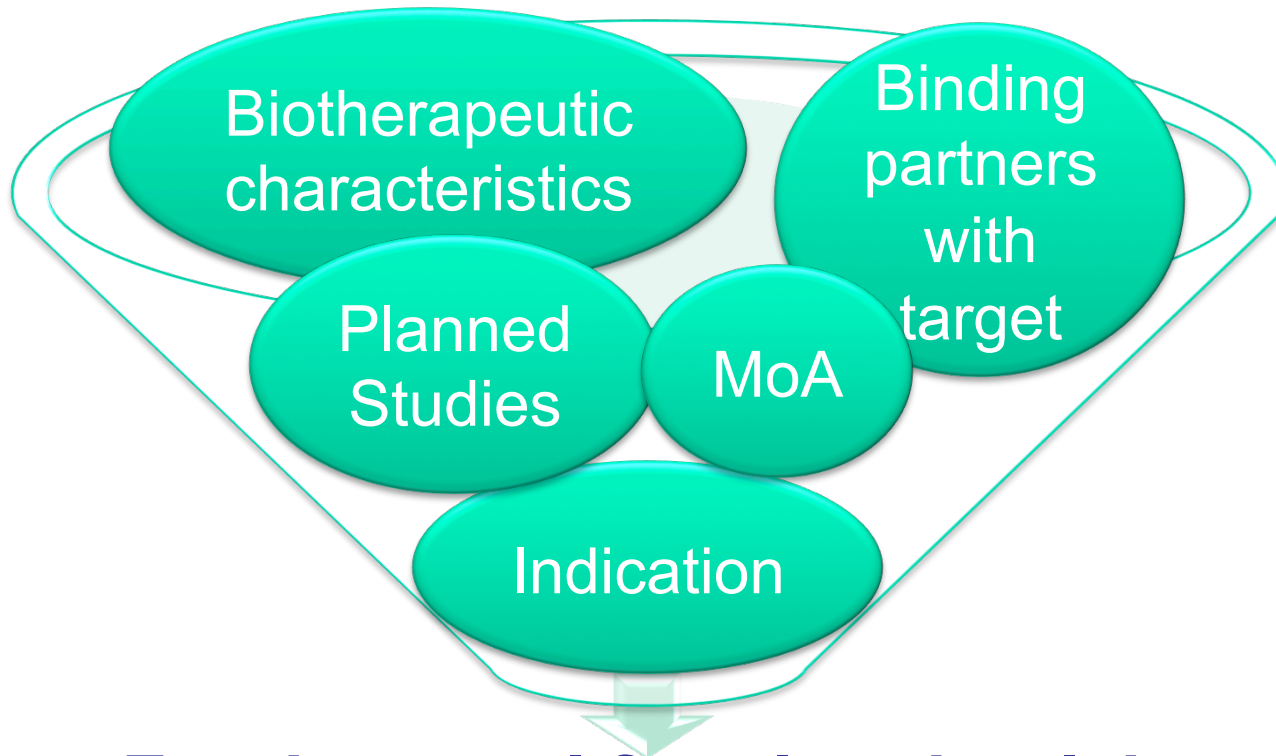 Biotherapeutic
characteristics
Binding
partners
with
target
Planned
Studies
MoA
Indication